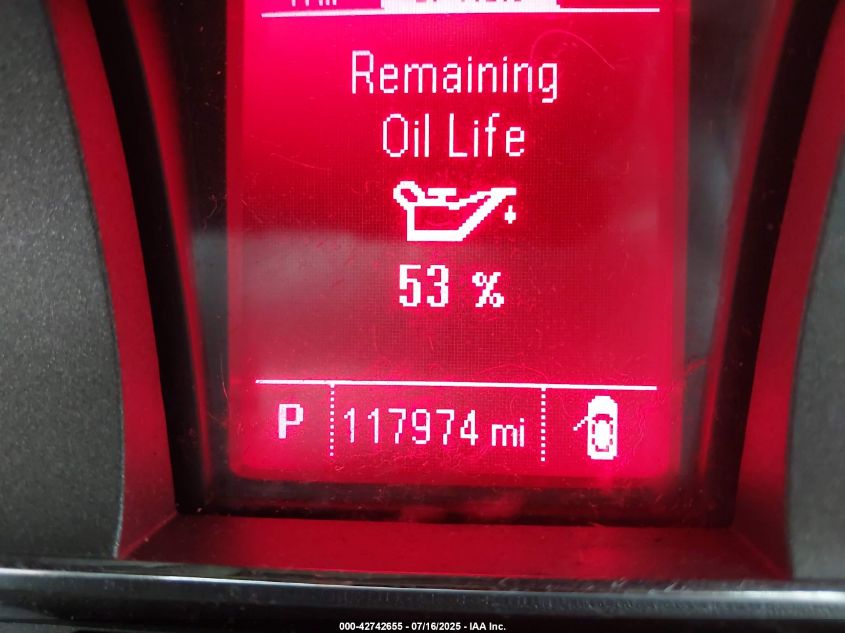 Remaining
Oil Life
53 %
P 117974 mi
000-42742655 - 07/16/2025 - IAA Inc.